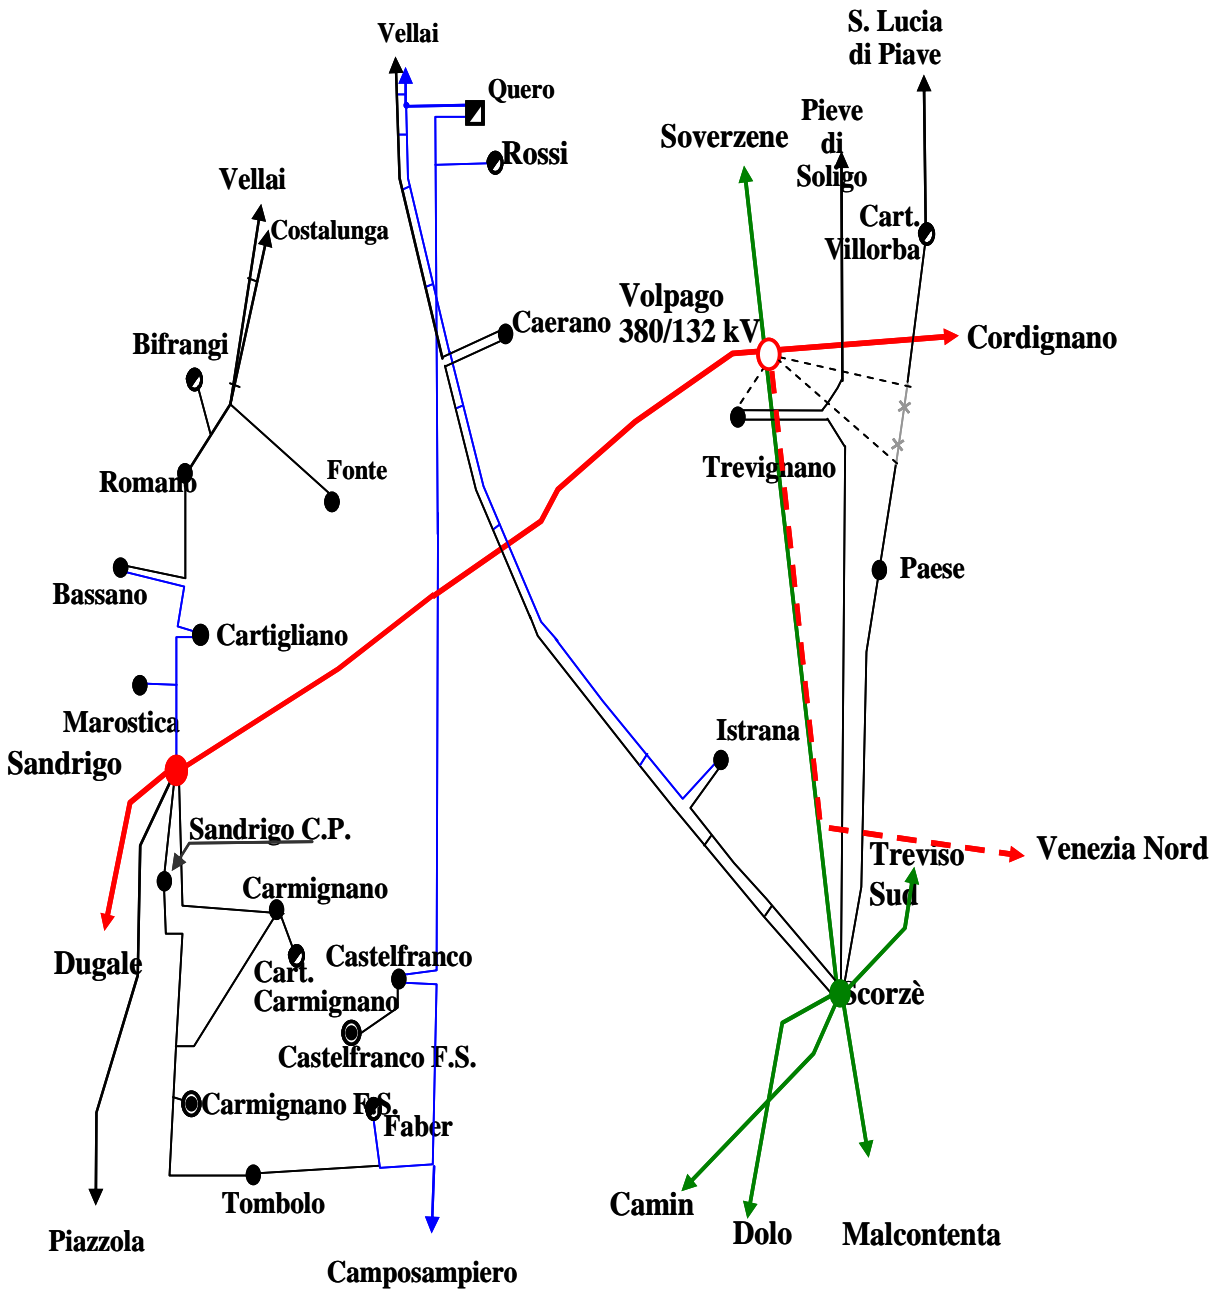 S. Lucia
di Piave
Vellai
Quero
Pieve
di
Soligo
Soverzene
Rossi
Vellai
Cart.
Villorba
Costalunga
Volpago
380/132 kV
Caerano
Cordignano
Bifrangi
Trevignano
Fonte
Romano
Paese
Bassano
Cartigliano
Marostica
Istrana
Sandrigo
Sandrigo C.P.
Treviso
Sud
Venezia Nord
Carmignano
Castelfranco
Dugale
Cart.
Carmignano
Scorzè
Castelfranco F.S.
Carmignano F.S.
Faber
Tombolo
Camin
Dolo
Malcontenta
Piazzola
Camposampiero